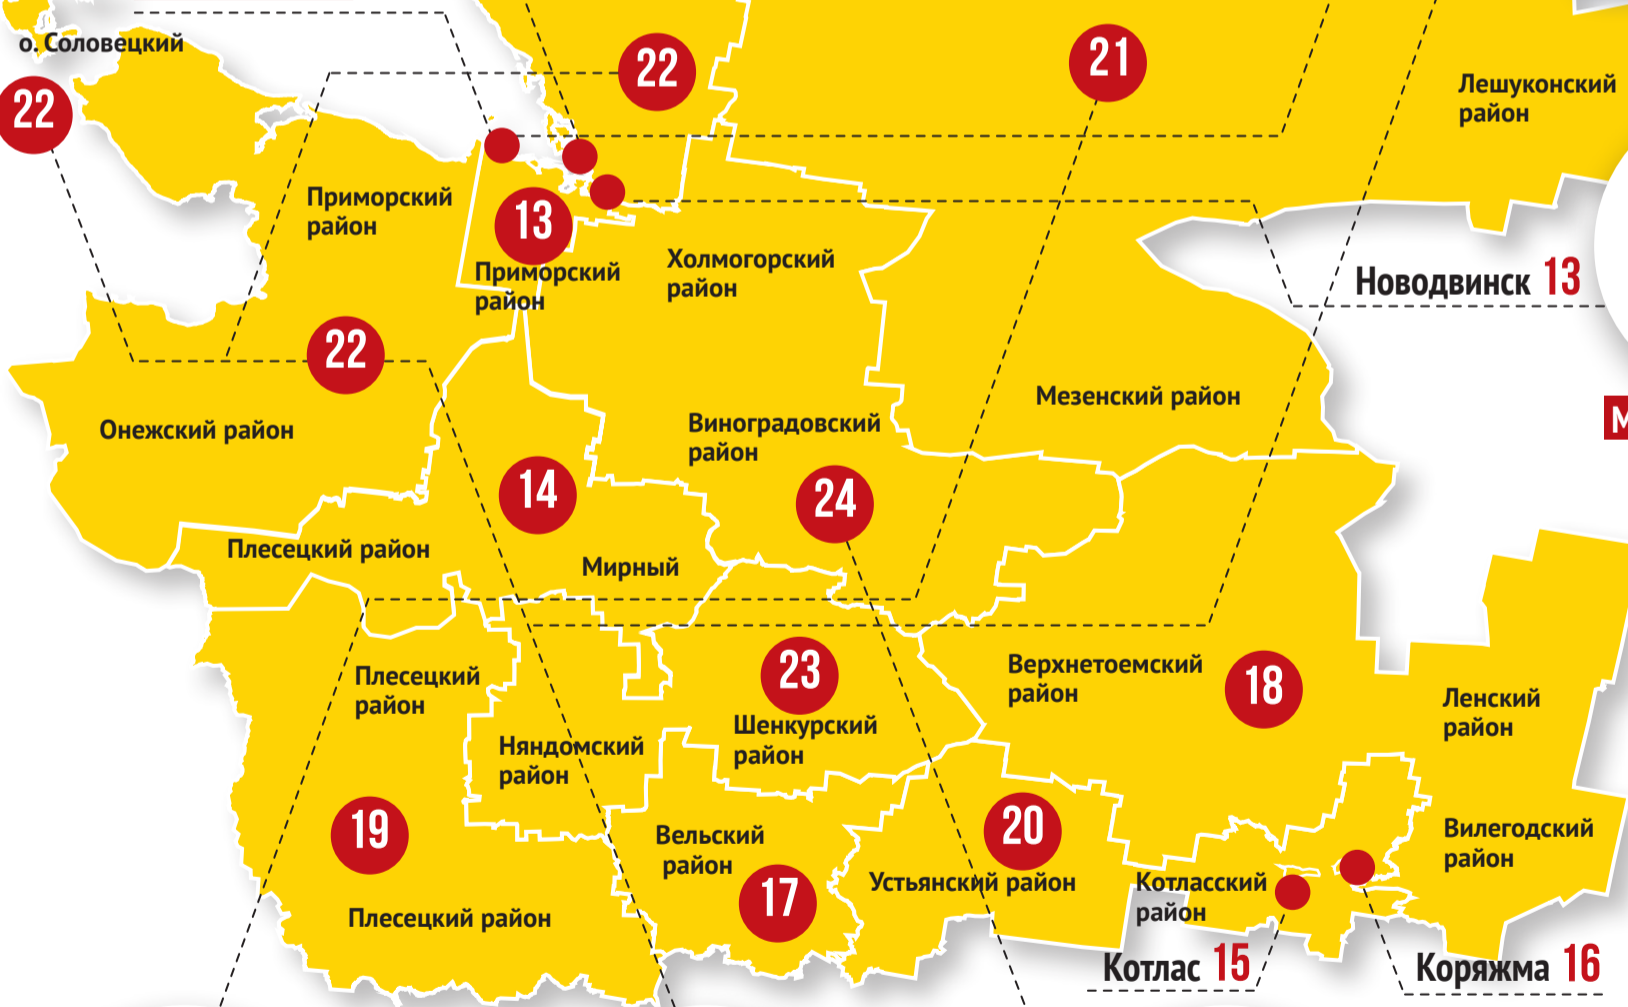 о. Соловецкий
22
22
21
Лешуконский
район
Приморский
район
13
Приморский
район
Холмогорский
район
Новодвинск 13
22
Онежский район
Мезенский район
М
Виноградовский
район
14
24
Плесецкий район
Мирный
Плесецкий
район
23
Шенкурский
район
Верхнетоемский
район
18
Ленский
район
Няндомский
район
19
Вельский
район
20
Вилегодский
район
17
Устьянский район
Котласский
район
Плесецкий район
Котлас 15
Коряжма 16